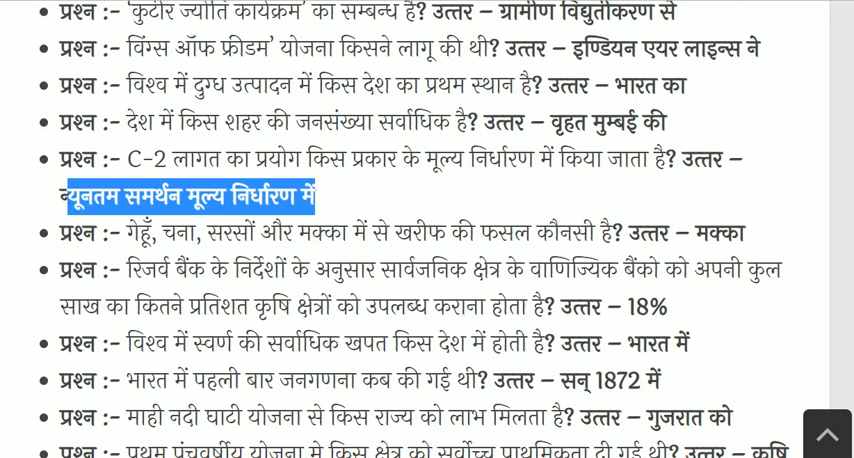 प्रश्न :- 'कुटीर ज्योति कार्यक्रम' का सम्बन्ध है? उत्तर – ग्रामीण विद्युतीकरण से
प्रश्न :- विंग्स ऑफ फ्रीडम' योजना किसने लागू की थी? उत्तर – इण्डियन एयर लाइन्स ने
प्रश्न :- विश्व में दुग्ध उत्पादन में किस देश का प्रथम स्थान है? उत्तर – भारत का
प्रश्न :- देश में किस शहर की जनसंख्या सर्वाधिक है? उत्तर – वृहत मुम्बई की
प्रश्न :- C-2 लागत का प्रयोग किस प्रकार के मूल्य निर्धारण में किया जाता है? उत्तर –
न्यूनतम समर्थन मूल्य निर्धारण में
प्रश्न :- गेहूँ, चना, सरसों और मक्का में से खरीफ की फसल कौनसी है? उत्तर – मक्का
प्रश्न :- रिजर्व बैंक के निर्देशों के अनुसार सार्वजनिक क्षेत्र के वाणिज्यिक बैंको को अपनी कुल
साख का कितने प्रतिशत कृषि क्षेत्रों को उपलब्ध कराना होता है? उत्तर – 18%
प्रश्न :- विश्व में स्वर्ण की सर्वाधिक खपत किस देश में होती है? उत्तर – भारत में
प्रश्न :- भारत में पहली बार जनगणना कब की गई थी? उत्तर – सन् 1872 में
प्रश्न :- माही नदी घाटी योजना से किस राज्य को लाभ मिलता है? उत्तर – गुजरात को
प्रश्न :- प्रथम पंचवर्षीय योजना मे किस क्षेत्र को सर्वोच्च प्राथमिकता दी गई थी? उत्तर – कृषि